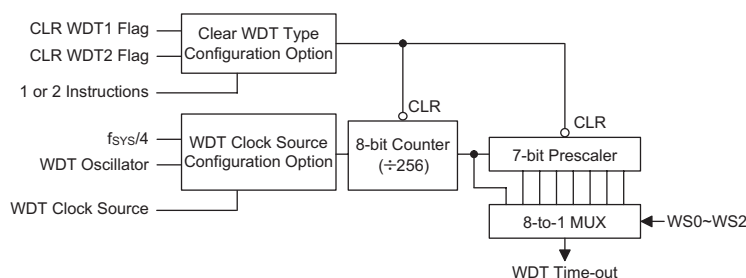 CLR WDT1 Flag
CLR WDT2 Flag
1 or 2 Instructions
Clear WDT Type
Configuration Option
CLR
CLR
fSYS/4
WDT Oscillator
WDT Clock Source
WDT Clock Source
Configuration Option
8-bit Counter
(÷256)
7-bit Prescaler
8-to-1 MUX
WS0~WS2
WDT Time-out